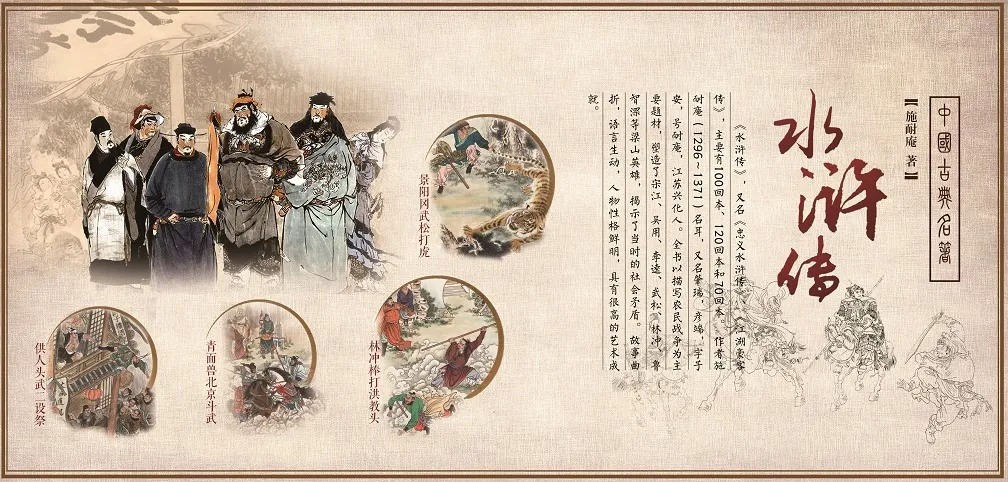 中國古典名著
【施耐庵 著】
水浒传
《水浒传》，又名《忠义水浒传》、《江湖豪客
传》，主要有100回本、120回本和70回本。作者施
耐庵（1296~1371）名耳，又名肇瑞，彦端，字子
安，号耐庵，江苏兴化人。全书以描写农民战争为主
要题材，塑造了宋江、吴用、李逵、武松、林冲、鲁
智深等梁山英雄，揭示了当时的社会矛盾。故事曲
折，语言生动，人物性格鲜明，具有很高的艺术成
就。
景阳冈武松打虎
林冲棒打洪教头
青面兽北京斗武
供人头武二设祭